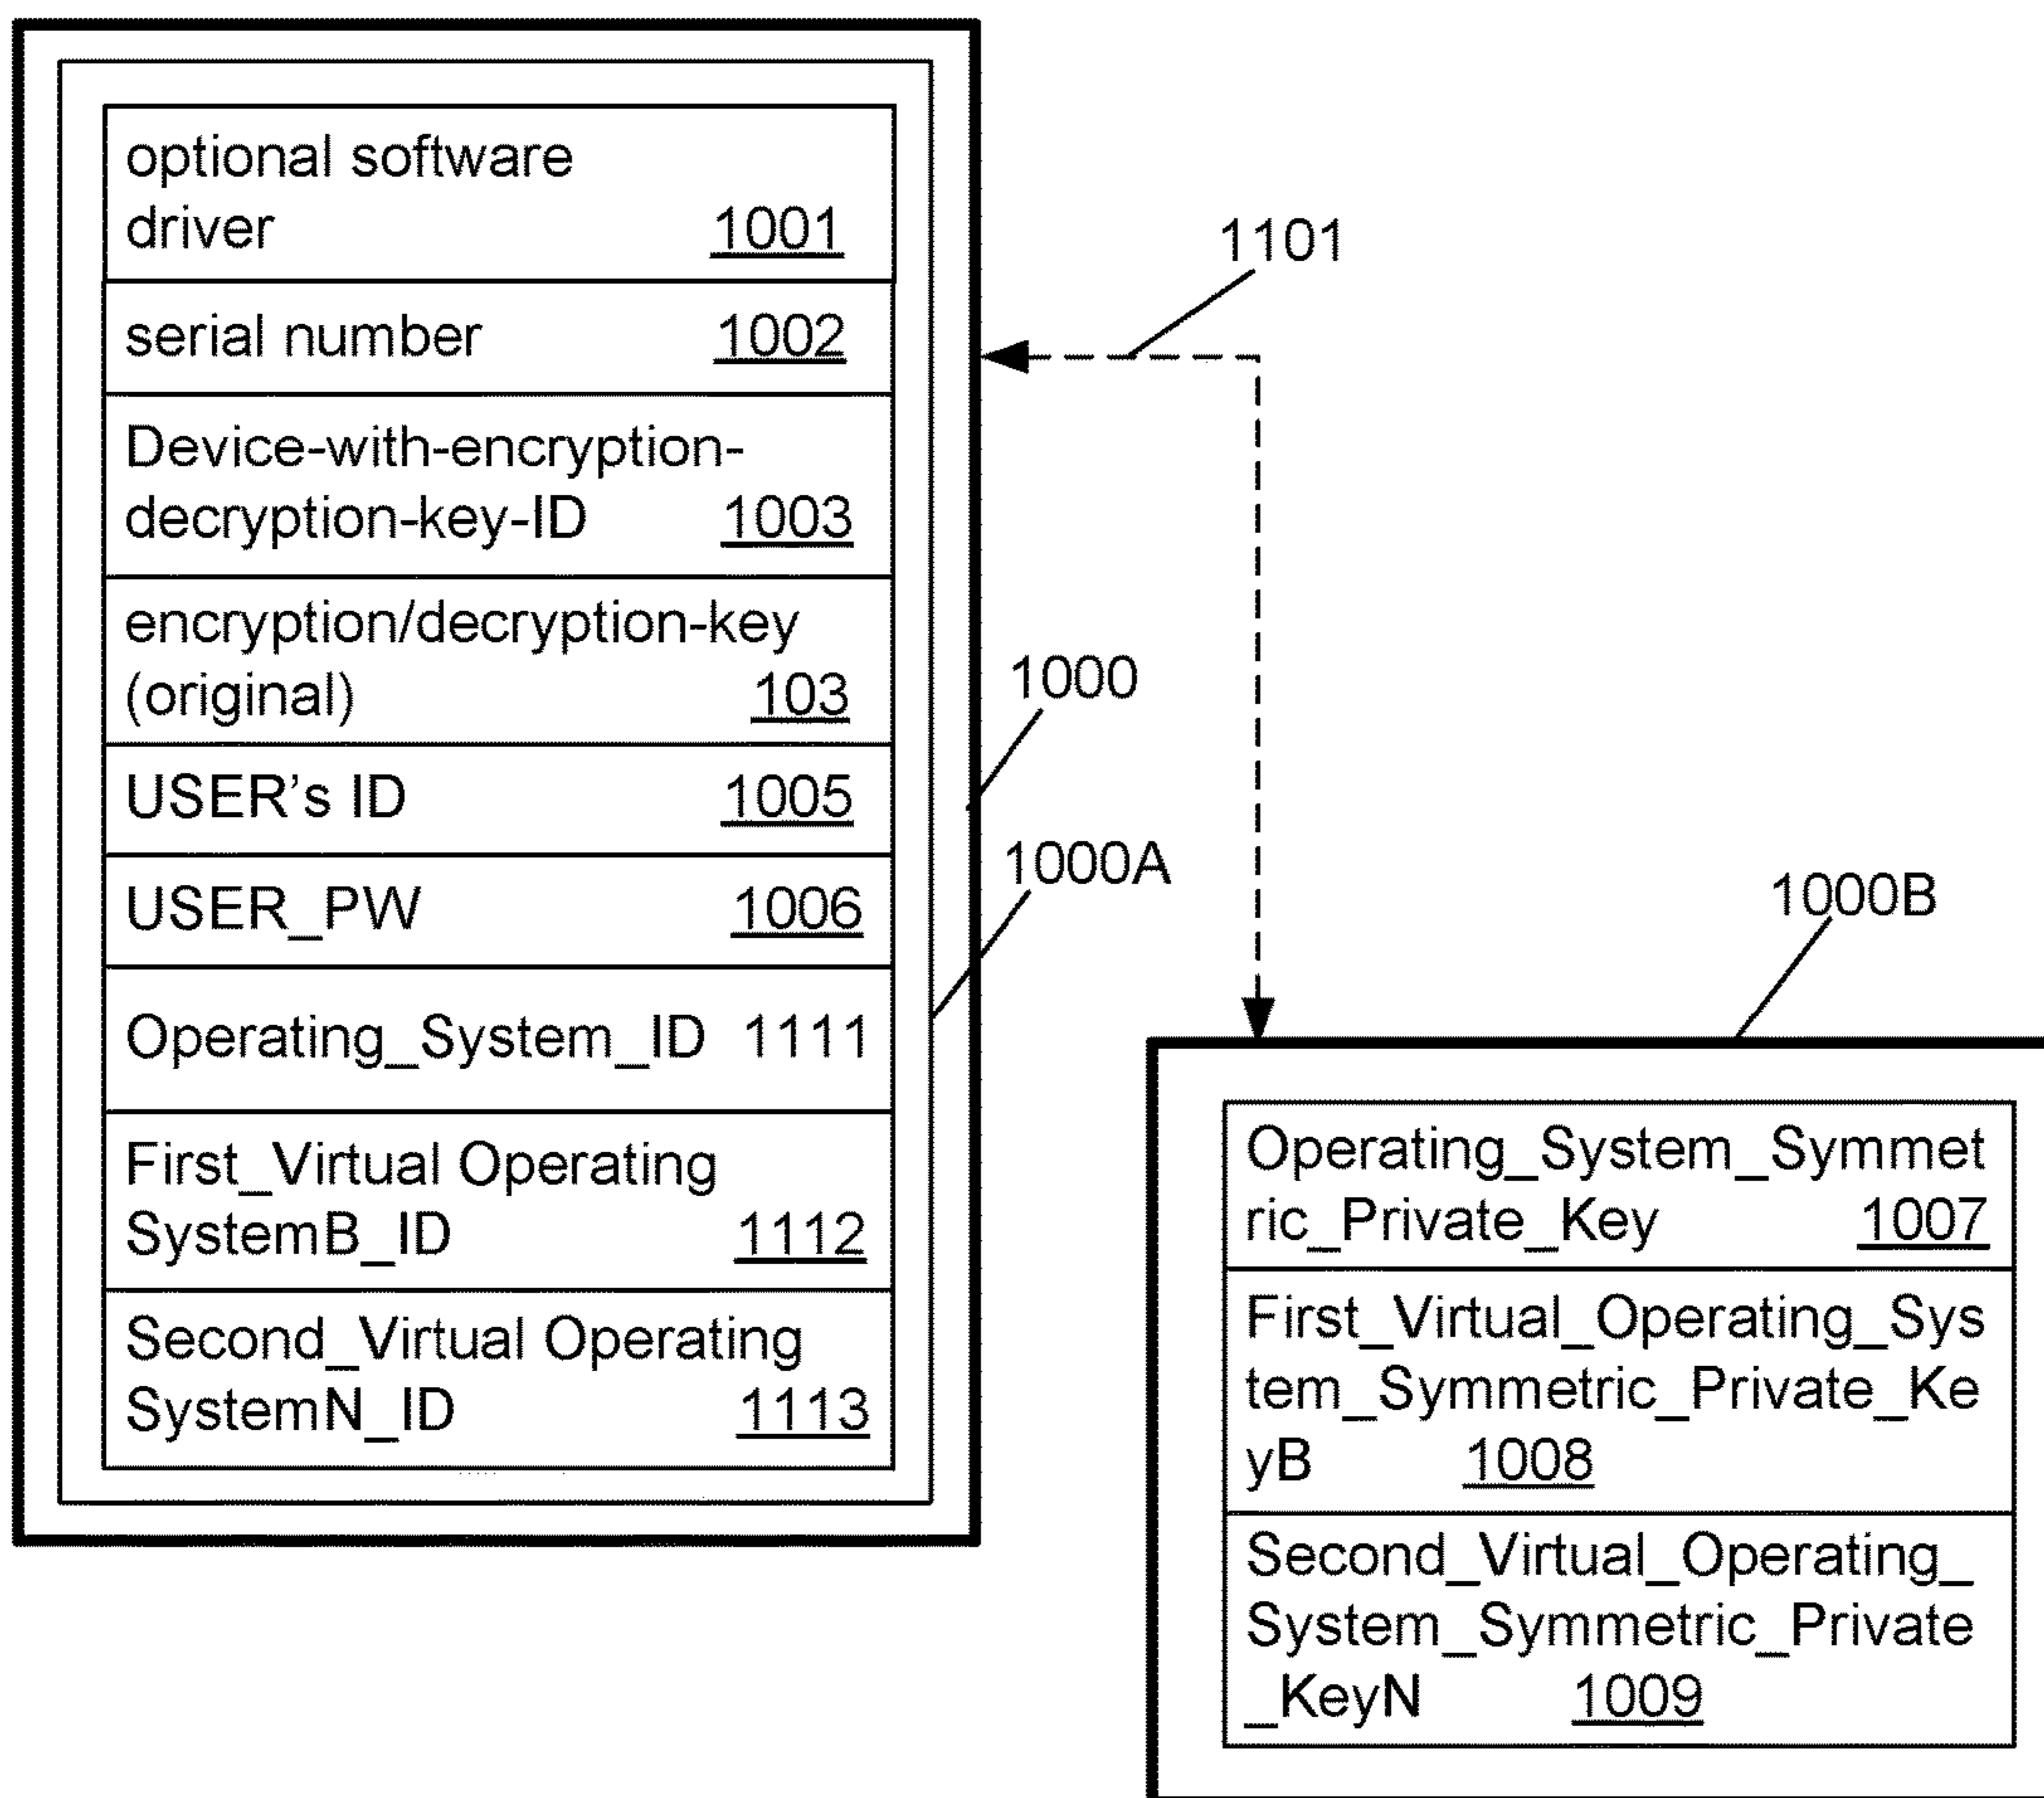 optional software
driver 1001
serial number 1002
Device-with-encryption-
decryption-key-ID 1003
encryption/decryption-key
(original) 103
USER's ID 1005
USER_PW 1006
Operating_System_ID 1111
First_Virtual Operating
SystemB_ID 1112
Second_Virtual Operating
SystemN_ID 1113
1101
1000
1000A
1000B
Operating_System_Symmet
ric_Private_Key 1007
First_Virtual_Operating_Sys
tem_Symmetric_Private_Ke
yB 1008
Second_Virtual_Operating_
System_Symmetric_Private
_KeyN 1009